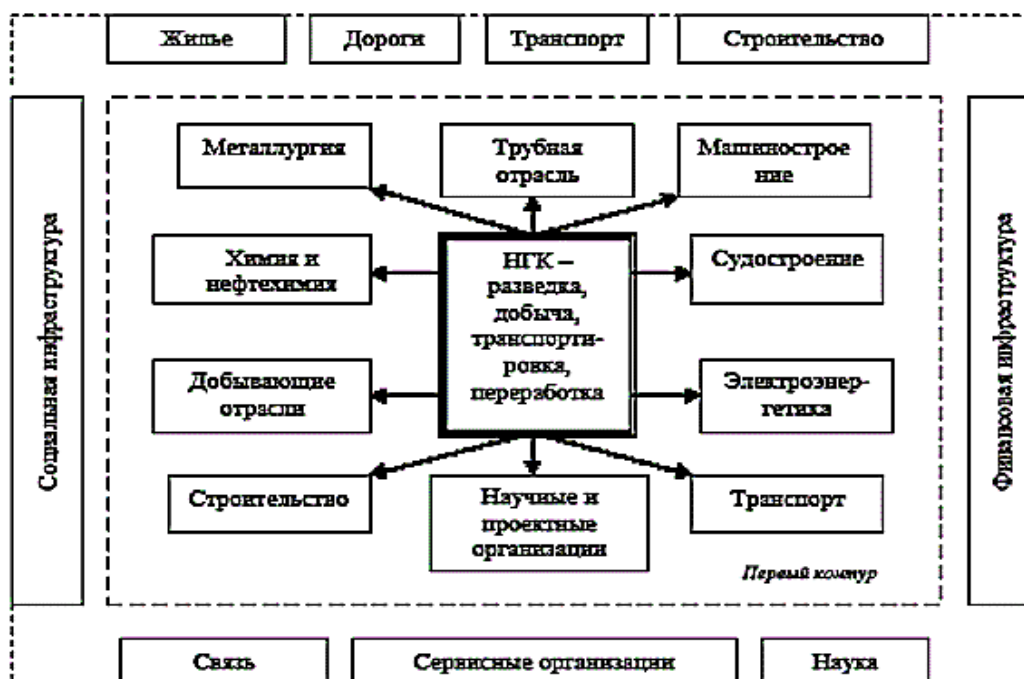 Жилье
Дороги
Транспорт
Строительство
Социальная инфраструктура
Металлургия
Трубная
отрасль
Машинострое
ние
Химия и
нефтехимия
НГК –
разведка,
добыча,
транспорти-
ровка,
переработка
Судостроение
Добывающие
отрасли
Электроэнер-
гетика
Строительство
Научные и
проектные
организации
Транспорт
Первый контур
Финансовая инфраструктура
Связь
Сервисные организации
Наука